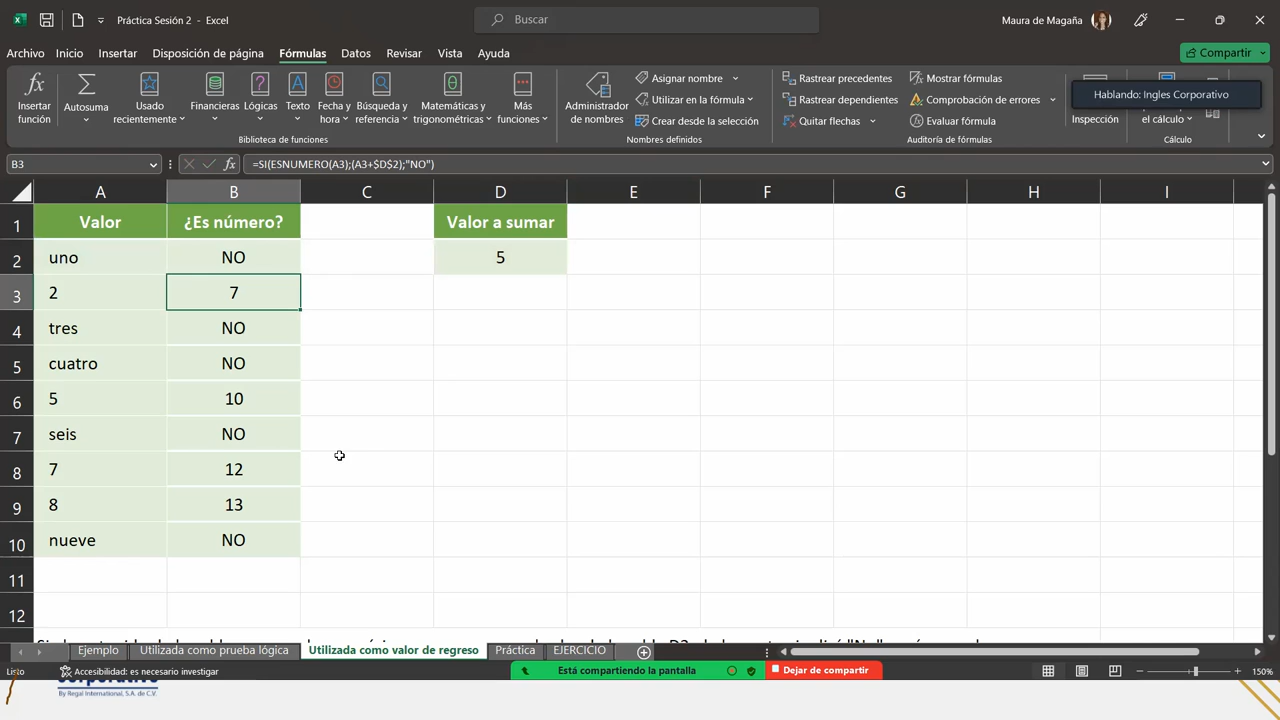 Práctica Sesión 2 - Excel
Buscar
Maura de Magaña
Archivo Inicio Insertar Disposición de página Fórmulas Datos Revisar Vista Ayuda
Compartir
Insertar función
Autosuma
Usado recientemente
Financieras
Lógicas
Texto
Fecha y hora
Búsqueda y referencia
Matemáticas y trigonométricas
Más funciones
Biblioteca de funciones
Administrador de nombres
Asignar nombre
Utilizar en la fórmula
Crear desde la selección
Nombres definidos
Rastrear precedentes
Rastrear dependientes
Quitar flechas
Mostrar fórmulas
Comprobación de errores
Evaluar fórmula
Auditoría de fórmulas
Inspección
Hablando: Ingles Corporativo
el cálculo
Cálculo
B3
fx
=SI(ESNUMERO(A3);(A3+$D$2);"NO")
A B C D E F G H I
1 Valor ¿Es número? Valor a sumar
2 uno NO 5
3 2 7
4 tres NO
5 cuatro NO
6 5 10
7 seis NO
8 7 12
9 8 13
10 nueve NO
11
12
Ejemplo Utilizada como prueba lógica Utilizada como valor de regreso Práctica EJERCICIO
Listo
Accesibilidad: es necesario investigar
Está compartiendo la pantalla
Dejar de compartir
150%
By Regal International, S.A. de C.V.